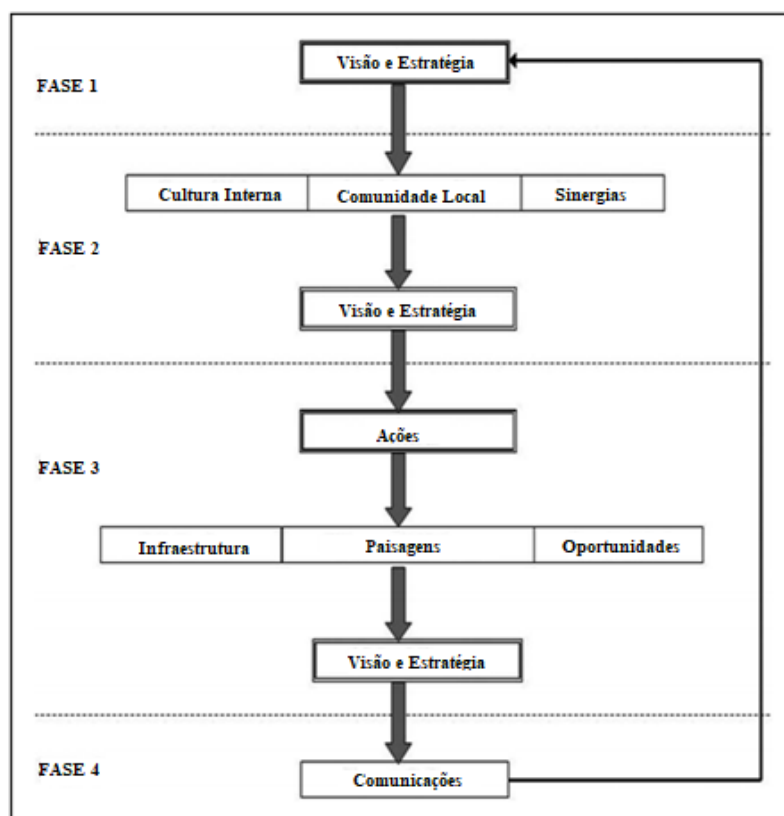 Visão e Estratégia
FASE 1
Cultura Interna
Comunidade Local
Sinergias
FASE 2
Visão e Estratégia
Ações
FASE 3
Infraestrutura
Paisagens
Oportunidades
Visão e Estratégia
FASE 4
Comunicações